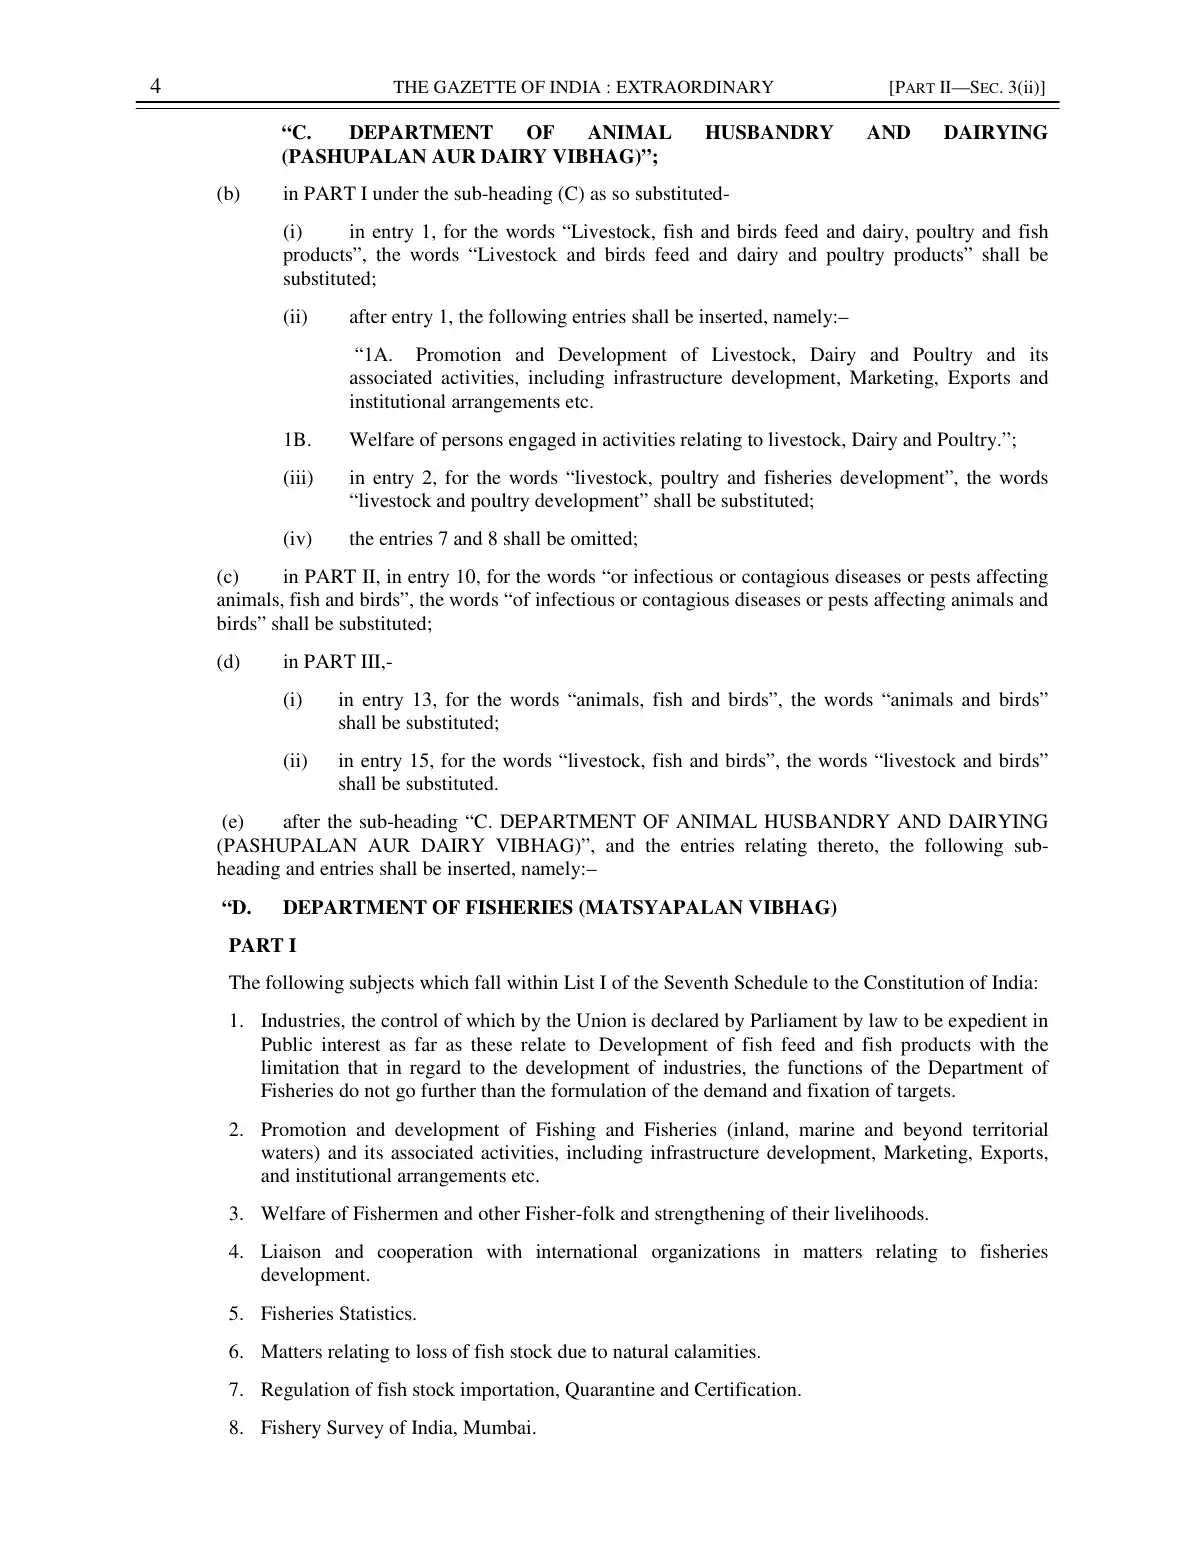 4 THE GAZETTE OF INDIA : EXTRAORDINARY [PART II—SEC. 3(ii)]
“C. DEPARTMENT OF ANIMAL HUSBANDRY AND DAIRYING
(PASHUPALAN AUR DAIRY VIBHAG)”;
(b) in PART I under the sub-heading (C) as so substituted-
(i) in entry 1, for the words “Livestock, fish and birds feed and dairy, poultry and fish
products”, the words “Livestock and birds feed and dairy and poultry products” shall be
substituted;
(ii) after entry 1, the following entries shall be inserted, namely:–
“1A. Promotion and Development of Livestock, Dairy and Poultry and its
associated activities, including infrastructure development, Marketing, Exports and
institutional arrangements etc.
1B. Welfare of persons engaged in activities relating to livestock, Dairy and Poultry.”;
(iii) in entry 2, for the words “livestock, poultry and fisheries development”, the words
“livestock and poultry development” shall be substituted;
(iv) the entries 7 and 8 shall be omitted;
(c) in PART II, in entry 10, for the words “or infectious or contagious diseases or pests affecting
animals, fish and birds”, the words “of infectious or contagious diseases or pests affecting animals and
birds” shall be substituted;
(d) in PART III,-
(i) in entry 13, for the words “animals, fish and birds”, the words “animals and birds”
shall be substituted;
(ii) in entry 15, for the words “livestock, fish and birds”, the words “livestock and birds”
shall be substituted.
(e) after the sub-heading “C. DEPARTMENT OF ANIMAL HUSBANDRY AND DAIRYING
(PASHUPALAN AUR DAIRY VIBHAG)”, and the entries relating thereto, the following sub-
heading and entries shall be inserted, namely:–
“D. DEPARTMENT OF FISHERIES (MATSYAPALAN VIBHAG)
PART I
The following subjects which fall within List I of the Seventh Schedule to the Constitution of India:
1. Industries, the control of which by the Union is declared by Parliament by law to be expedient in
Public interest as far as these relate to Development of fish feed and fish products with the
limitation that in regard to the development of industries, the functions of the Department of
Fisheries do not go further than the formulation of the demand and fixation of targets.
2. Promotion and development of Fishing and Fisheries (inland, marine and beyond territorial
waters) and its associated activities, including infrastructure development, Marketing, Exports,
and institutional arrangements etc.
3. Welfare of Fishermen and other Fisher-folk and strengthening of their livelihoods.
4. Liaison and cooperation with international organizations in matters relating to fisheries
development.
5. Fisheries Statistics.
6. Matters relating to loss of fish stock due to natural calamities.
7. Regulation of fish stock importation, Quarantine and Certification.
8. Fishery Survey of India, Mumbai.